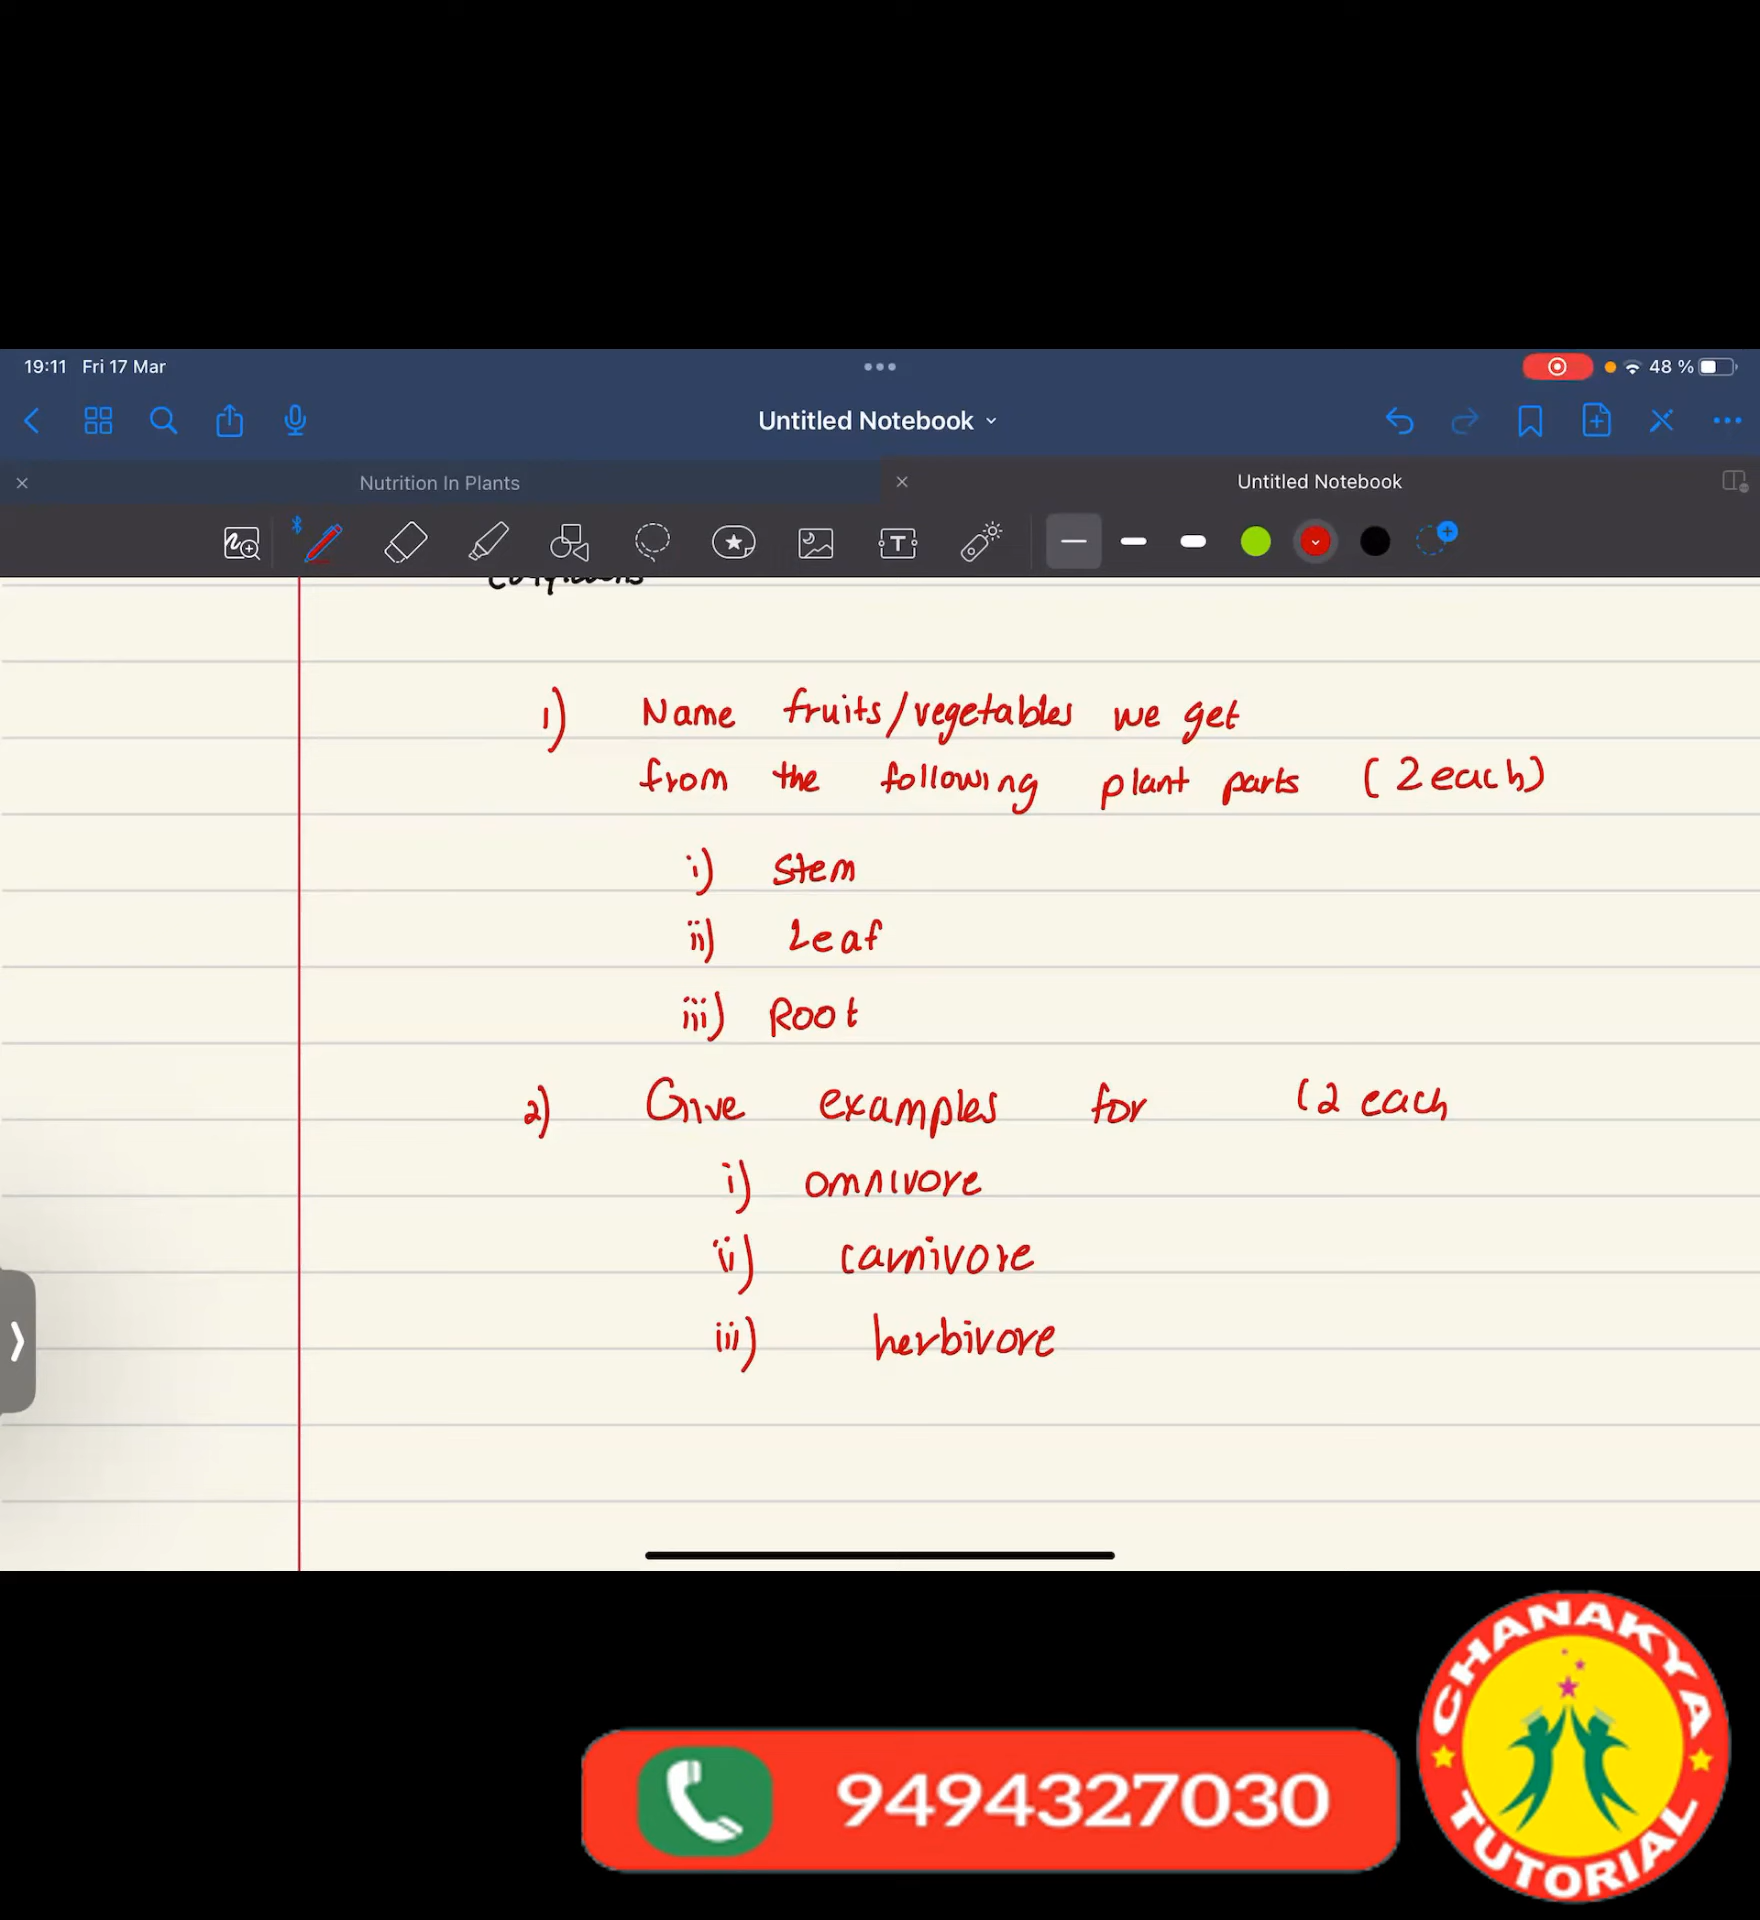 19:11 Fri 17 Mar
48 %
Untitled Notebook
Nutrition In Plants
Untitled Notebook
T
1) Name fruits/vegetables we get
from the following plant parts (2 each)
i) Stem
ii) Leaf
iii) Root
2) Give examples for (2 each
i) omnivore
ii) carnivore
iii) herbivore
9494327030
CHANAKYA
TUTORIAL